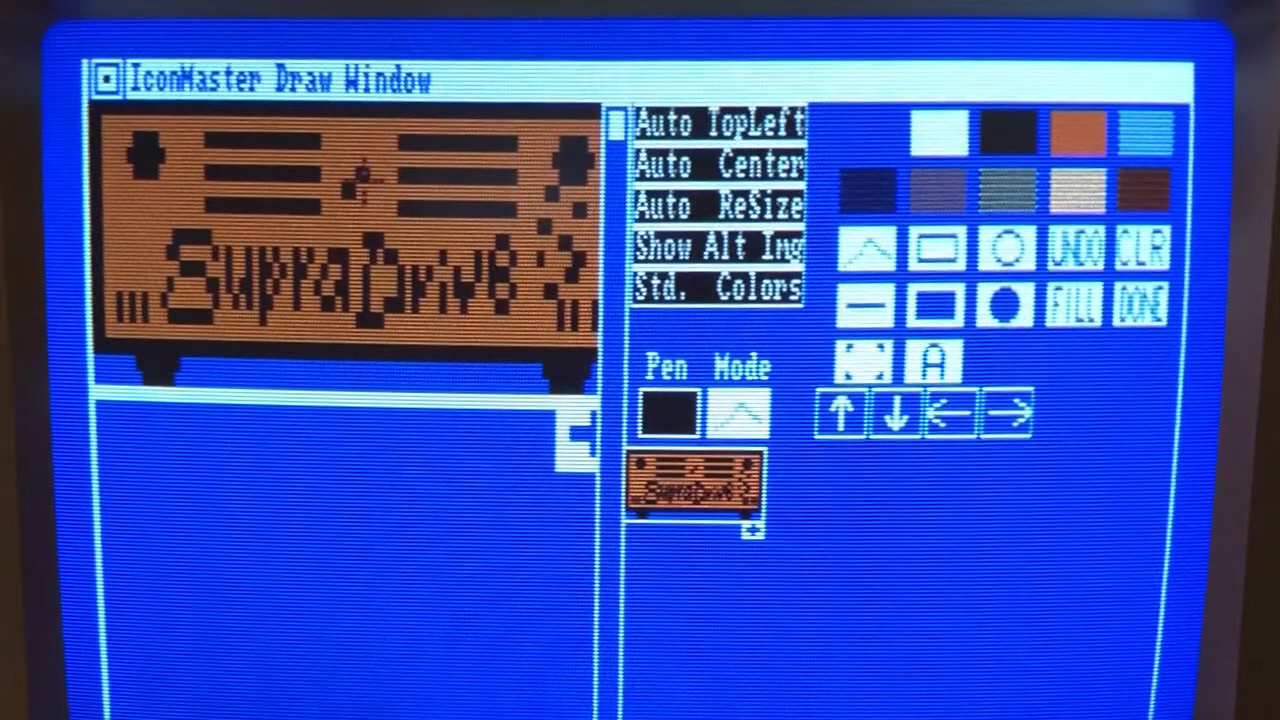 IconMaster Draw Window
Auto TopLeft
Auto Center
Auto ReSize
Show Alt Img
Std. Colors
UNDO CLR
FILL DONE
A
Pen Mode
SupraDrive
SupraDrive